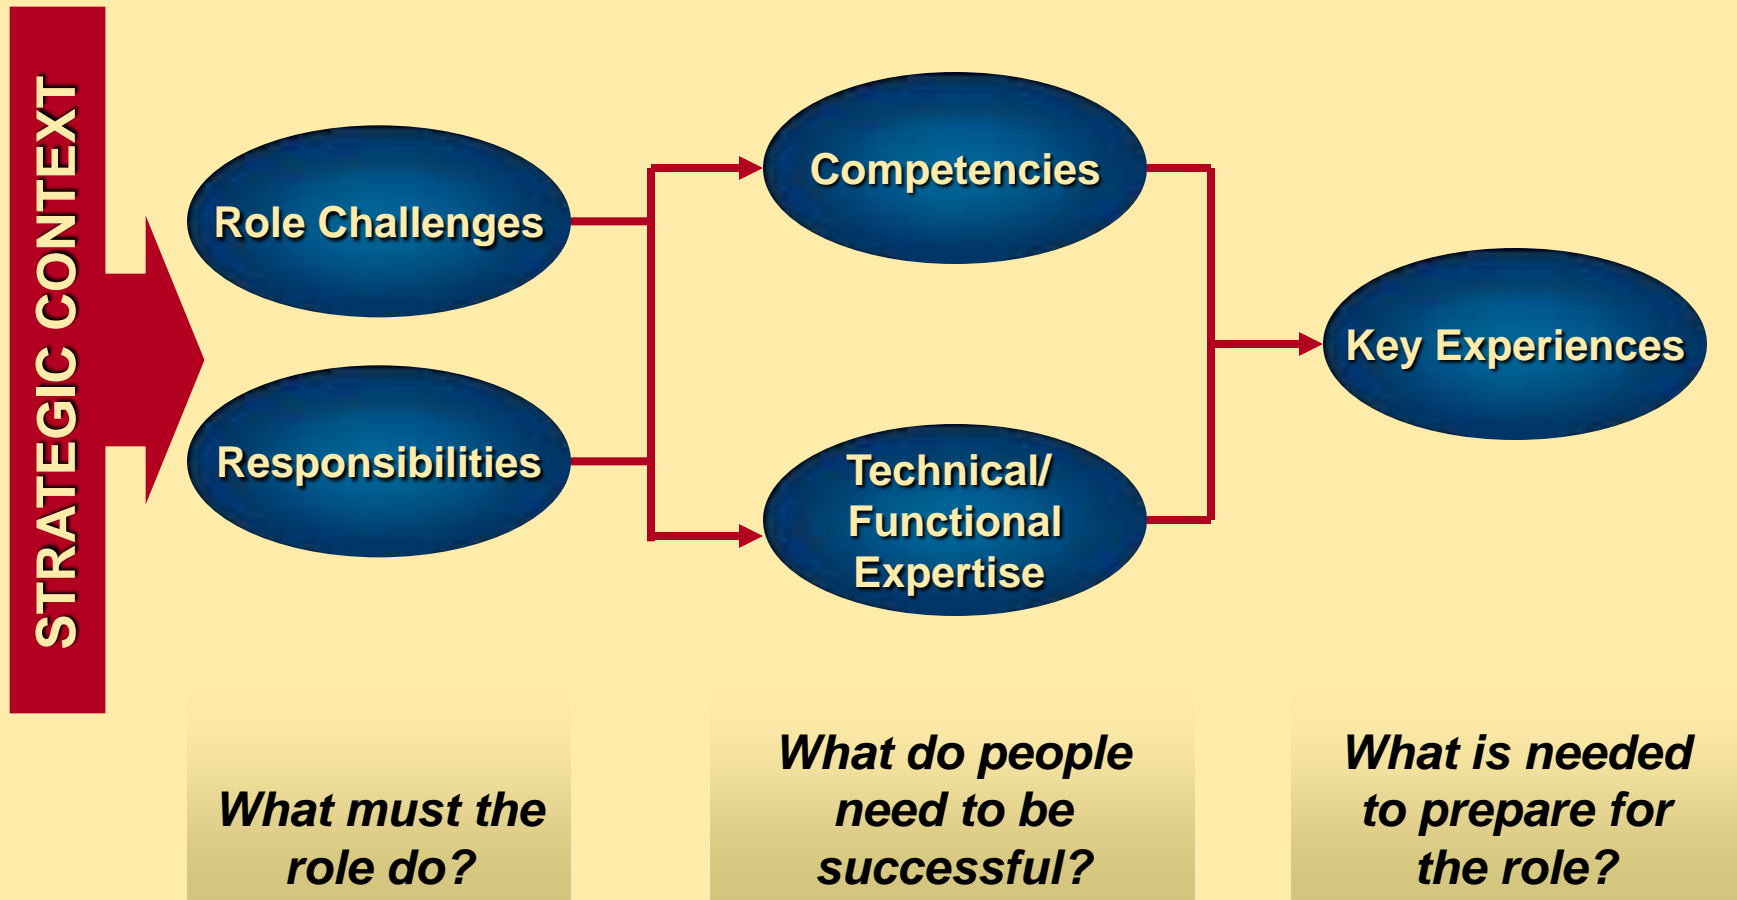 STRATEGIC CONTEXT
Role Challenges
Responsibilities
Competencies
Technical/
Functional
Expertise
Key Experiences
What must the
role do?
What do people
need to be
successful?
What is needed
to prepare for
the role?